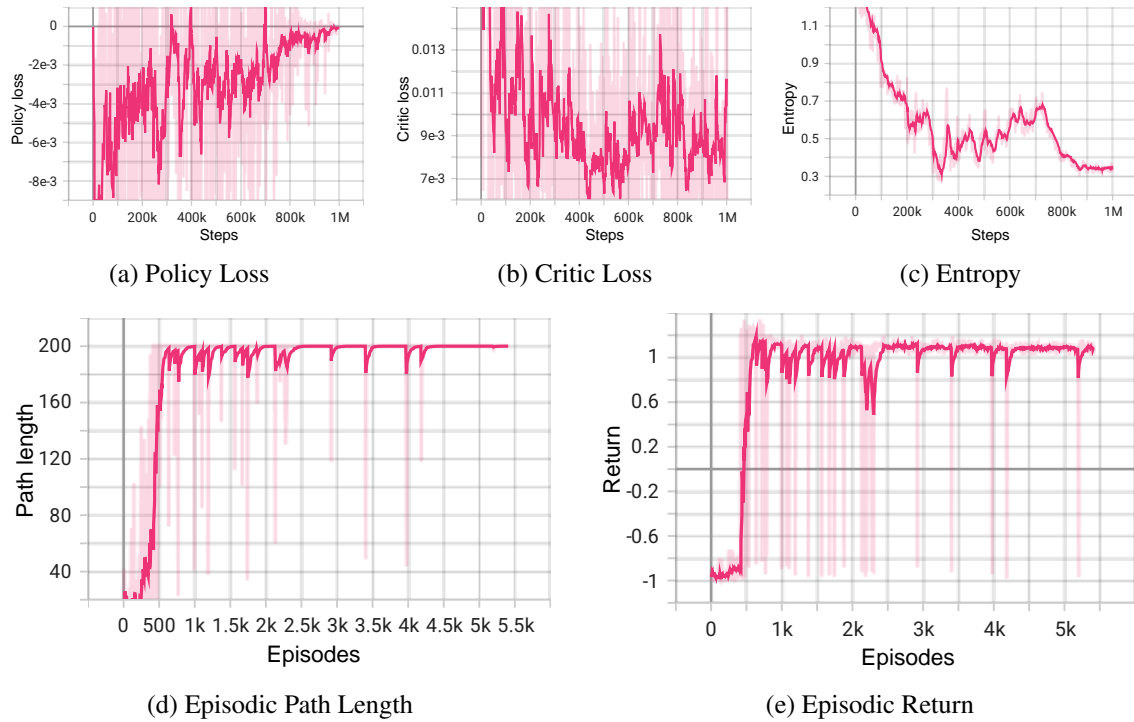 0
-2e-3
-4e-3
-6e-3
-8e-3
Policy loss
0 200k 400k 600k 800k 1M
Steps
(a) Policy Loss
0.013
0.011
9e-3
7e-3
Critic loss
0 200k 400k 600k 800k 1M
Steps
(b) Critic Loss
1.1
0.9
0.7
0.5
0.3
Entropy
0 200k 400k 600k 800k 1M
Steps
(c) Entropy
200
160
120
80
40
Path length
0 500 1k 1.5k 2k 2.5k 3k 3.5k 4k 4.5k 5k 5.5k
Episodes
(d) Episodic Path Length
1
0.6
0.2
-0.2
-0.6
-1
Return
0 1k 2k 3k 4k 5k
Episodes
(e) Episodic Return